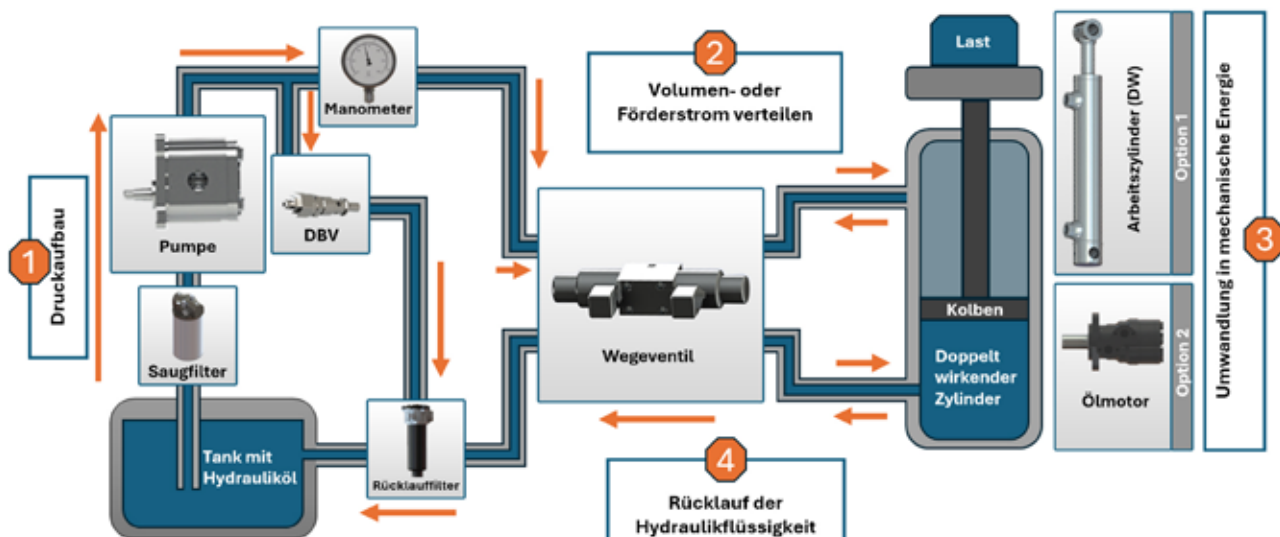 1
Druckaufbau
Pumpe
Saugfilter
Tank mit
Hydrauliköl
Manometer
DBV
Rücklauffilter
2
Volumen- oder
Förderstrom verteilen
Wegeventil
4
Rücklauf der
Hydraulikflüssigkeit
Last
Kolben
Doppelt
wirkender
Zylinder
Arbeitszylinder (DW)
Option 1
Ölmotor
Option 2
3
Umwandlung in mechanische Energie